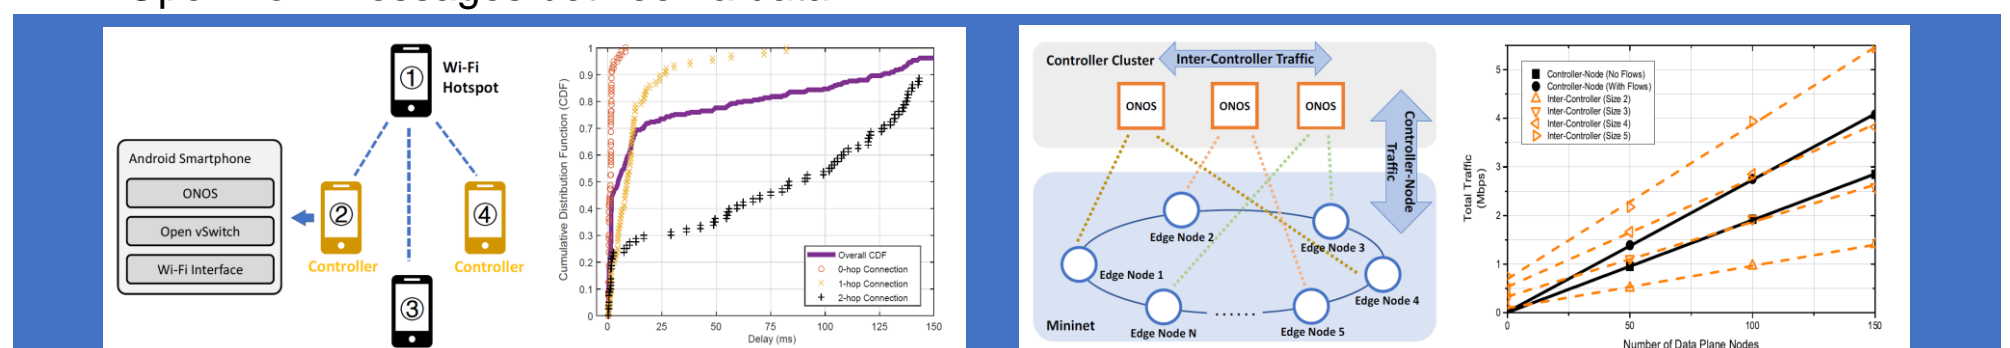 ①
Wi-Fi
Hotspot
Android Smartphone
ONOS
Open vSwitch
Wi-Fi Interface
②
④
Controller
Controller
③
Cumulative Distribution Function (CDF)
1
0.9
0.8
0.7
0.6
0.5
0.4
0.3
0.2
0.1
0
Overall CDF
0-hop Connection
1-hop Connection
2-hop Connection
0 25 50 75 100 125 150
Delay (ms)
Controller Cluster
Inter-Controller Traffic
ONOS ONOS ONOS
Controller-Node
Traffic
Edge Node 2
Edge Node 3
Edge Node 1
Edge Node 4
Edge Node N
......
Edge Node 5
Mininet
Total Traffic
(Mbps)
5
4
3
2
1
0
Controller-Node (No Flows)
Controller-Node (With Flows)
Inter-Controller (Size 2)
Inter-Controller (Size 3)
Inter-Controller (Size 4)
Inter-Controller (Size 5)
0 50 100 150
Number of Data Plane Nodes